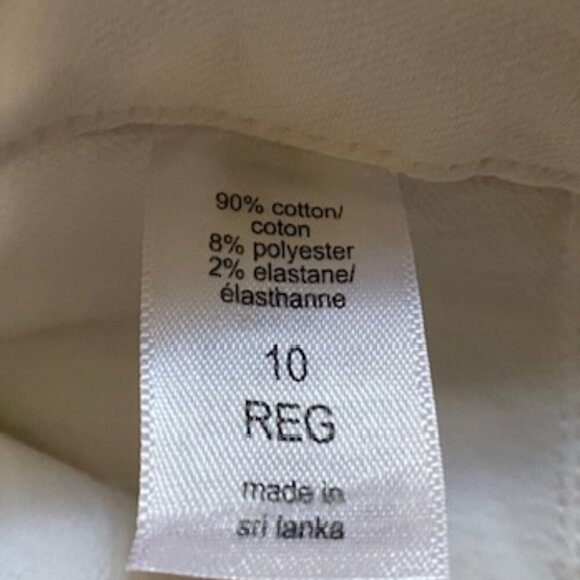 90% cotton/
coton
8% polyester
2% elastane/
élasthanne
10
REG
made in
sri lanka